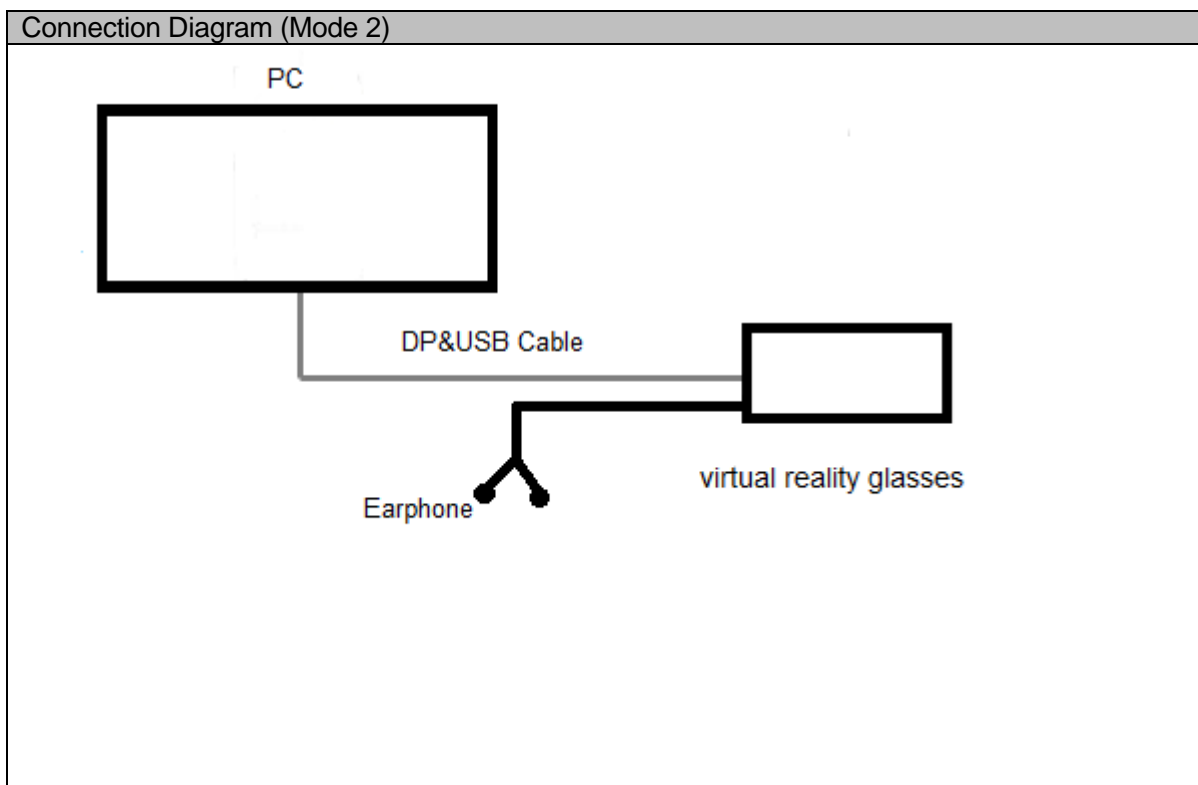 Connection Diagram (Mode 2)
PC
DP&USB Cable
Earphone
virtual reality glasses